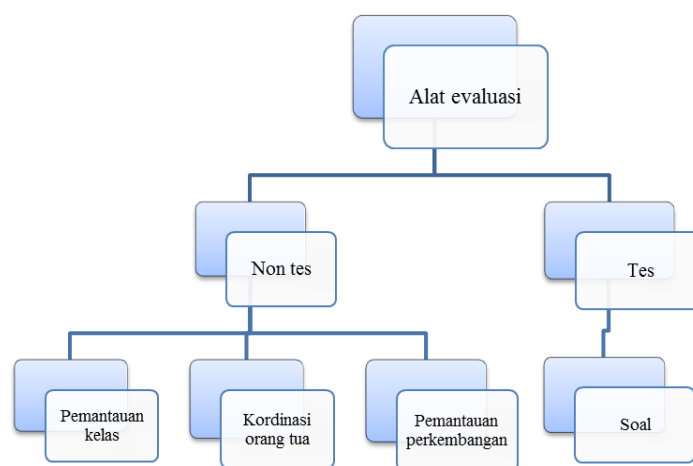 Alat evaluasi
Non tes
Tes
Pemantauan
kelas
Kordinasi
orang tua
Pemantauan
perkembangan
Soal